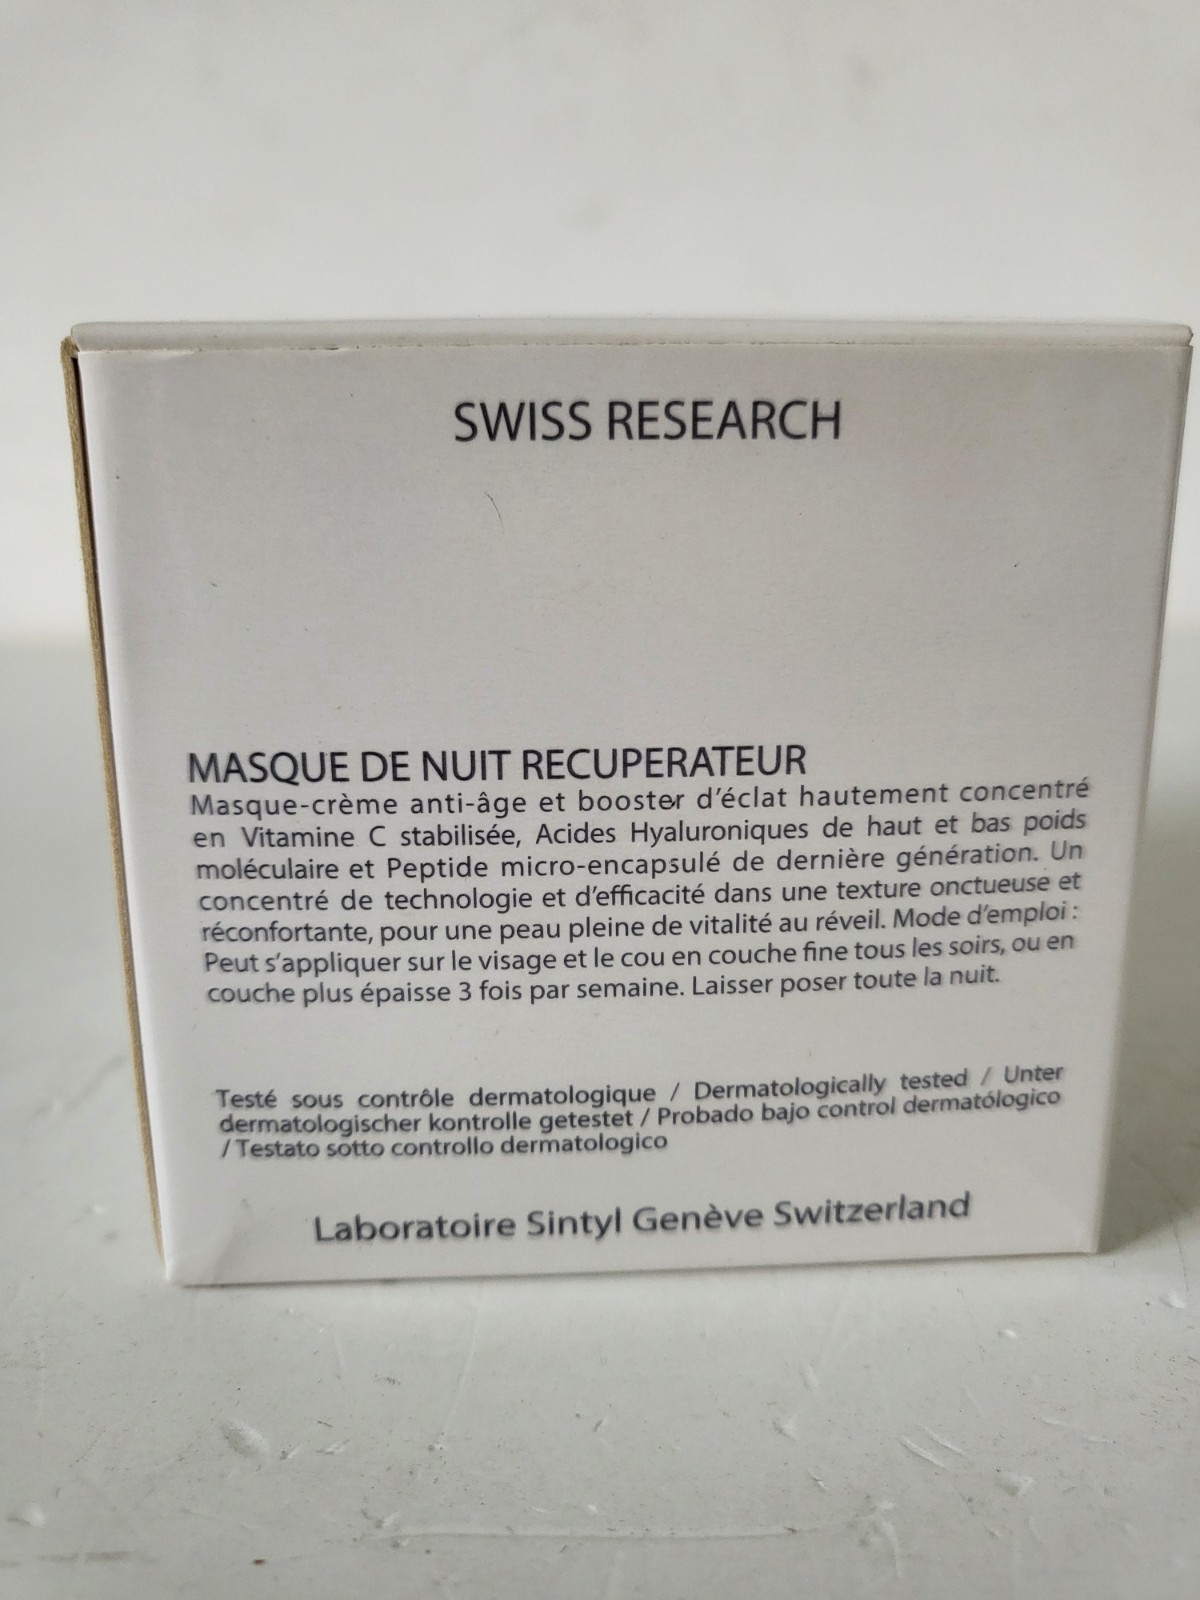 SWISS RESEARCH
MASQUE DE NUIT RECUPERATEUR
Masque-crème anti-âge et booster d'éclat hautement concentré
en Vitamine C stabilisée, Acides Hyaluroniques de haut et bas poids
moléculaire et Peptide micro-encapsulé de dernière génération. Un
concentré de technologie et d'efficacité dans une texture onctueuse et
réconfortante, pour une peau pleine de vitalité au réveil. Mode d'emploi :
Peut s'appliquer sur le visage et le cou en couche fine tous les soirs, ou en
couche plus épaisse 3 fois par semaine. Laisser poser toute la nuit.
Testé sous contrôle dermatologique / Dermatologically tested / Unter
dermatologischer kontrolle getestet / Probado bajo control dermatólogico
/ Testato sotto controllo dermatologico
Laboratoire Sintyl Genève Switzerland